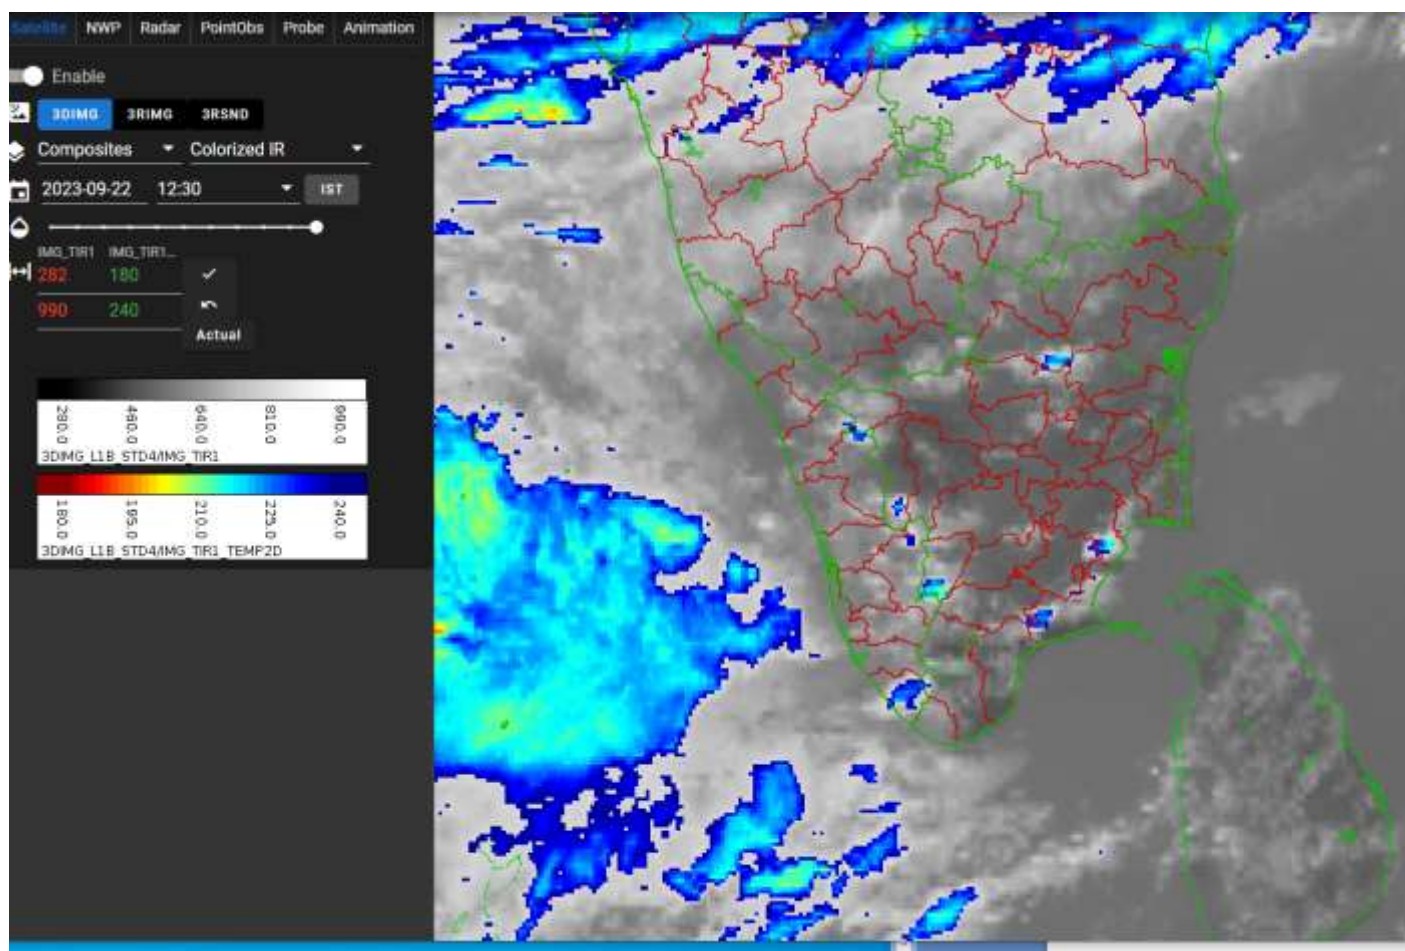 Satellite NWP Radar PointObs Probe Animation
Enable
3DIMG 3RIMG 3RSND
Composites Colorized IR
2023-09-22 12:30 IST
IMG_TIR1 IMG_TIR1...
282 180
990 240
Actual
280.0 460.0 640.0 810.0 990.0
3DIMG_L1B_STD4/IMG_TIR1
180.0 195.0 210.0 225.0 240.0
3DIMG_L1B_STD4/IMG_TIR1_TEMP2D